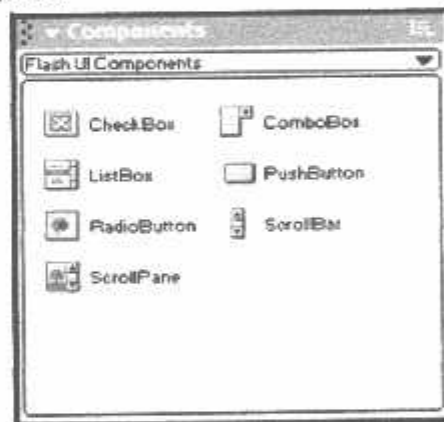 Components
Flash UI Components
CheckBox ComboBox
ListBox PushButton
RadioButton ScrollBar
ScrollPane